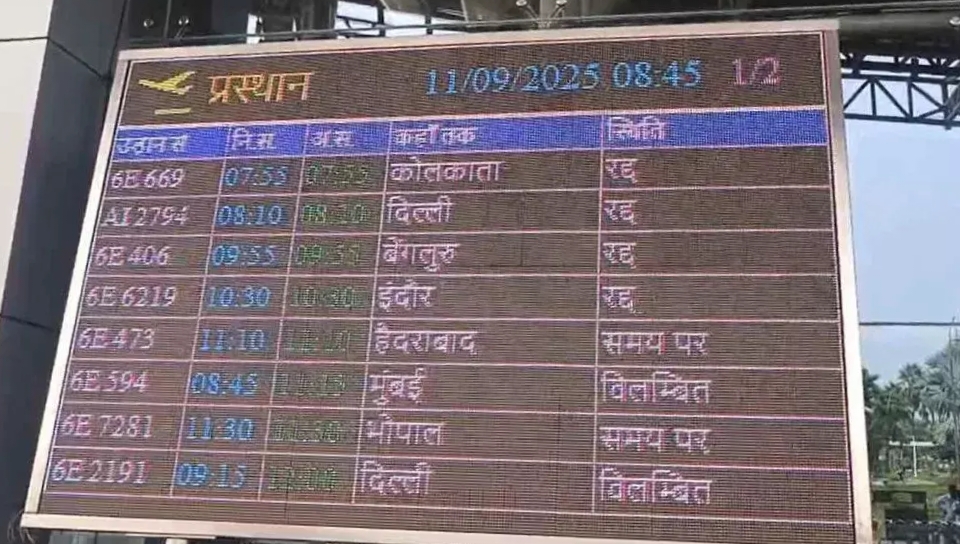 प्रस्थान 11/09/2025 08:45 1/2
उड़ान सं नि.स. अ.स. कहाँ तक स्थिति
6E 669 07:55 07:55 कोलकाता रद्द
AI 2794 08:10 08:10 दिल्ली रद्द
6E 406 09:55 09:55 बेंगलुरु रद्द
6E 6219 10:30 10:30 इंदौर रद्द
6E 473 11:10 11:10 हैदराबाद समय पर
6E 594 08:45 मुंबई विलम्बित
6E 7281 11:30 11:30 भोपाल समय पर
6E 2191 09:15 दिल्ली विलम्बित